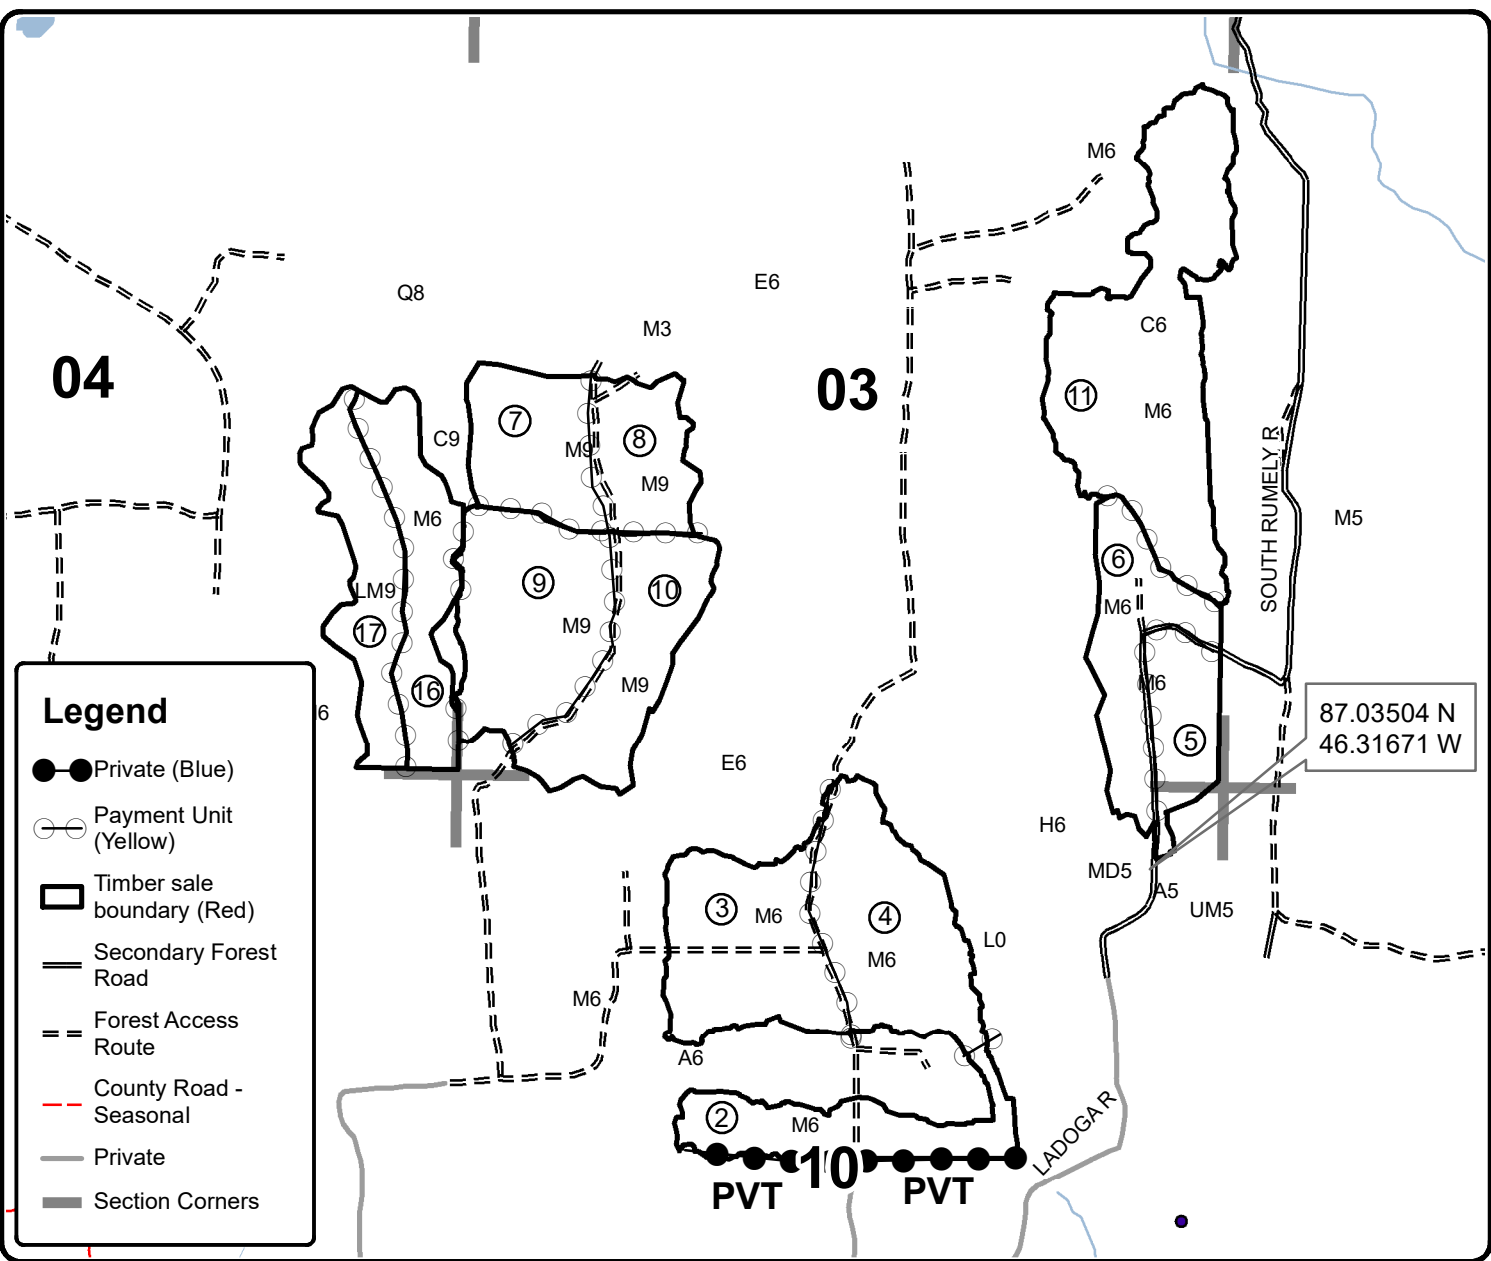 M6
Q8
E6
M3
C6
04
03
11
M6
7
8
C9
M9
M9
SOUTH RUMELY R
M6
M5
6
9
10
LM9
M6
M9
17
M9
M6
16
6
5
87.03504 N
46.31671 W
E6
H6
MD5
A5
UM5
3
M6
4
L0
M6
M6
A6
2
M6
LADOGA R
10
PVT
PVT
Legend
Private (Blue)
Payment Unit
(Yellow)
Timber sale
boundary (Red)
Secondary Forest
Road
Forest Access
Route
County Road -
Seasonal
Private
Section Corners